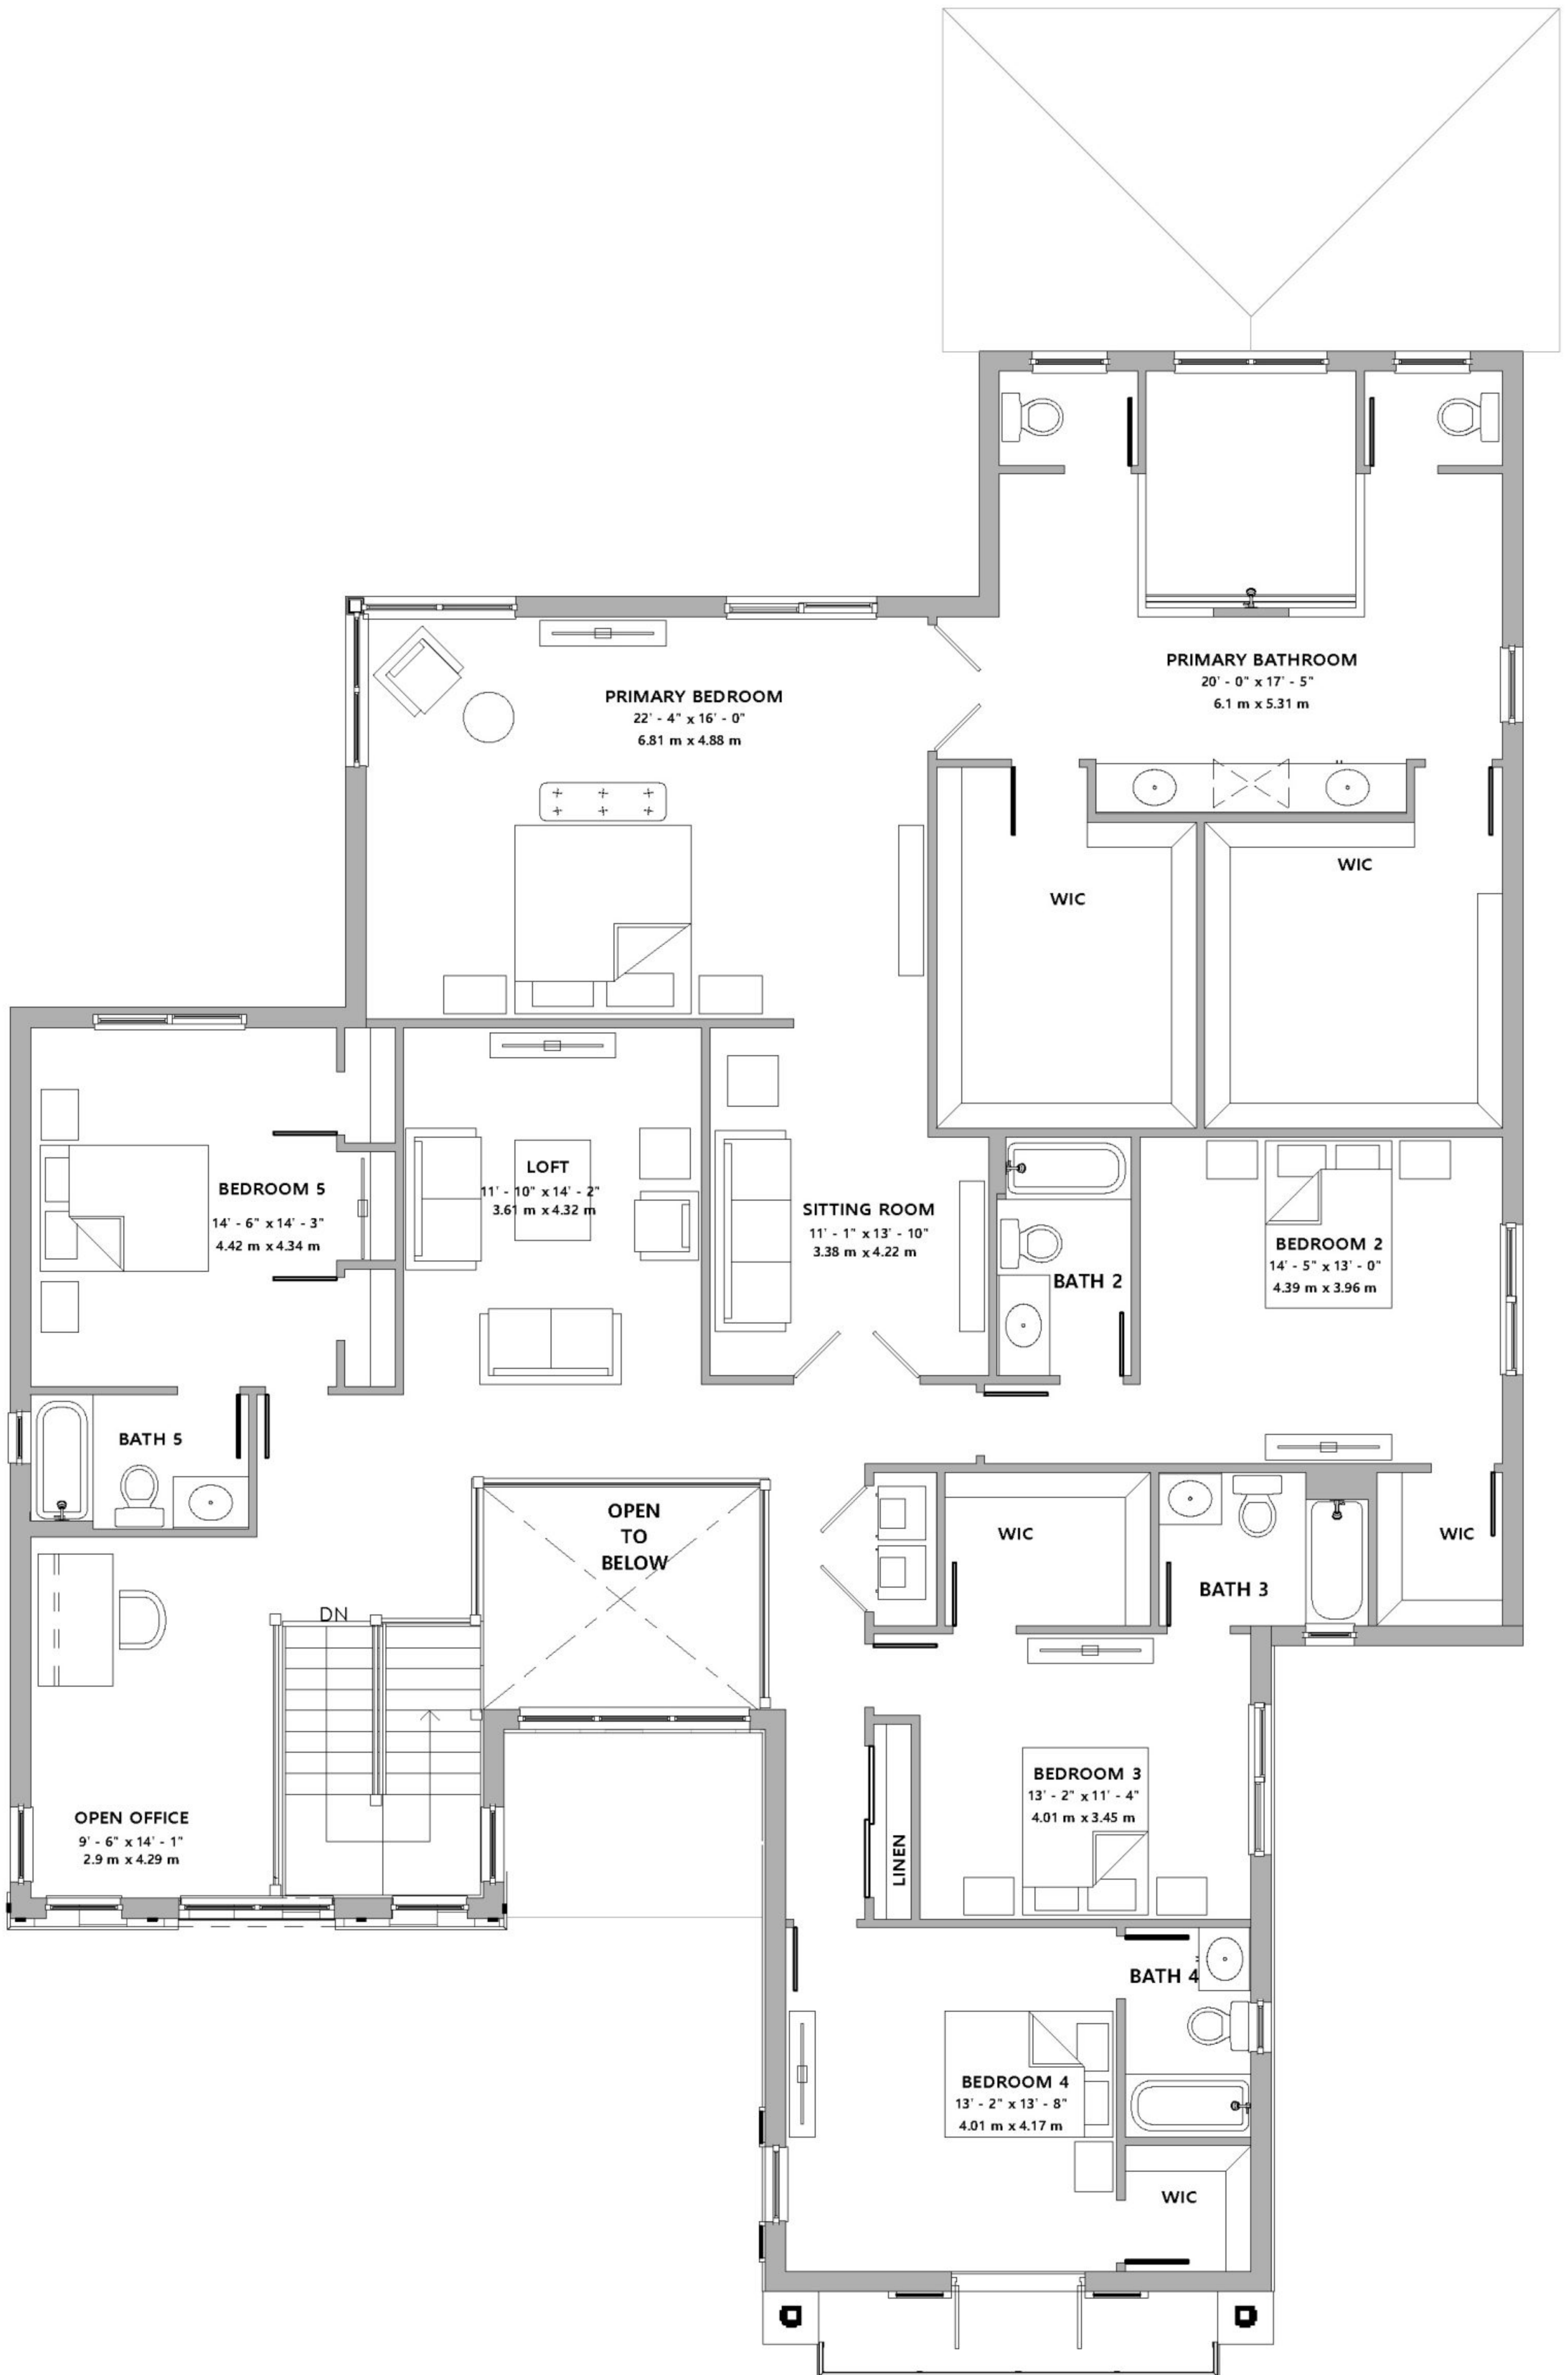 PRIMARY BATHROOM
20' - 0" x 17' - 5"
6.1 m x 5.31 m
PRIMARY BEDROOM
22' - 4" x 16' - 0"
6.81 m x 4.88 m
WIC
WIC
LOFT
11' - 10" x 14' - 2"
3.61 m x 4.32 m
BEDROOM 5
14' - 6" x 14' - 3"
4.42 m x 4.34 m
SITTING ROOM
11' - 1" x 13' - 10"
3.38 m x 4.22 m
BATH 2
BEDROOM 2
14' - 5" x 13' - 0"
4.39 m x 3.96 m
BATH 5
OPEN
TO
BELOW
WIC
BATH 3
WIC
DN
OPEN OFFICE
9' - 6" x 14' - 1"
2.9 m x 4.29 m
LINEN
BEDROOM 3
13' - 2" x 11' - 4"
4.01 m x 3.45 m
BATH 4
BEDROOM 4
13' - 2" x 13' - 8"
4.01 m x 4.17 m
WIC